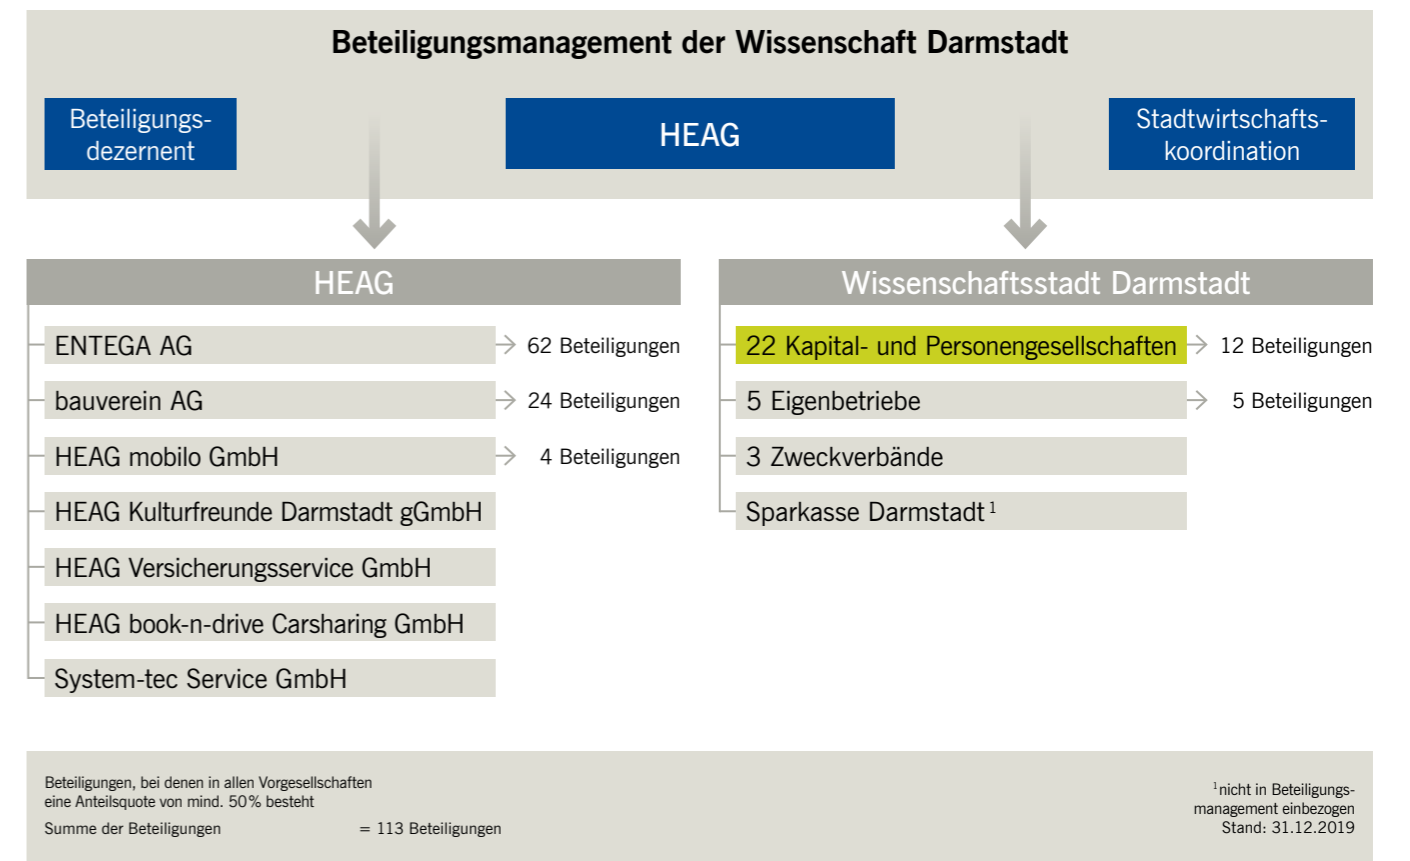 Beteiligungsmanagement der Wissenschaft Darmstadt
Beteiligungs-
dezernent
HEAG
Stadtwirtschafts-
koordination
HEAG
ENTEGA AG
62 Beteiligungen
bauverein AG
24 Beteiligungen
HEAG mobilo GmbH
4 Beteiligungen
HEAG Kulturfreunde Darmstadt gGmbH
HEAG Versicherungsservice GmbH
HEAG book-n-drive Carsharing GmbH
System-tec Service GmbH
Wissenschaftsstadt Darmstadt
22 Kapital- und Personengesellschaften
12 Beteiligungen
5 Eigenbetriebe
5 Beteiligungen
3 Zweckverbände
Sparkasse Darmstadt¹
Beteiligungen, bei denen in allen Vorgesellschaften
eine Anteilsquote von mind. 50% besteht
Summe der Beteiligungen = 113 Beteiligungen
¹nicht in Beteiligungs-
management einbezogen
Stand: 31.12.2019